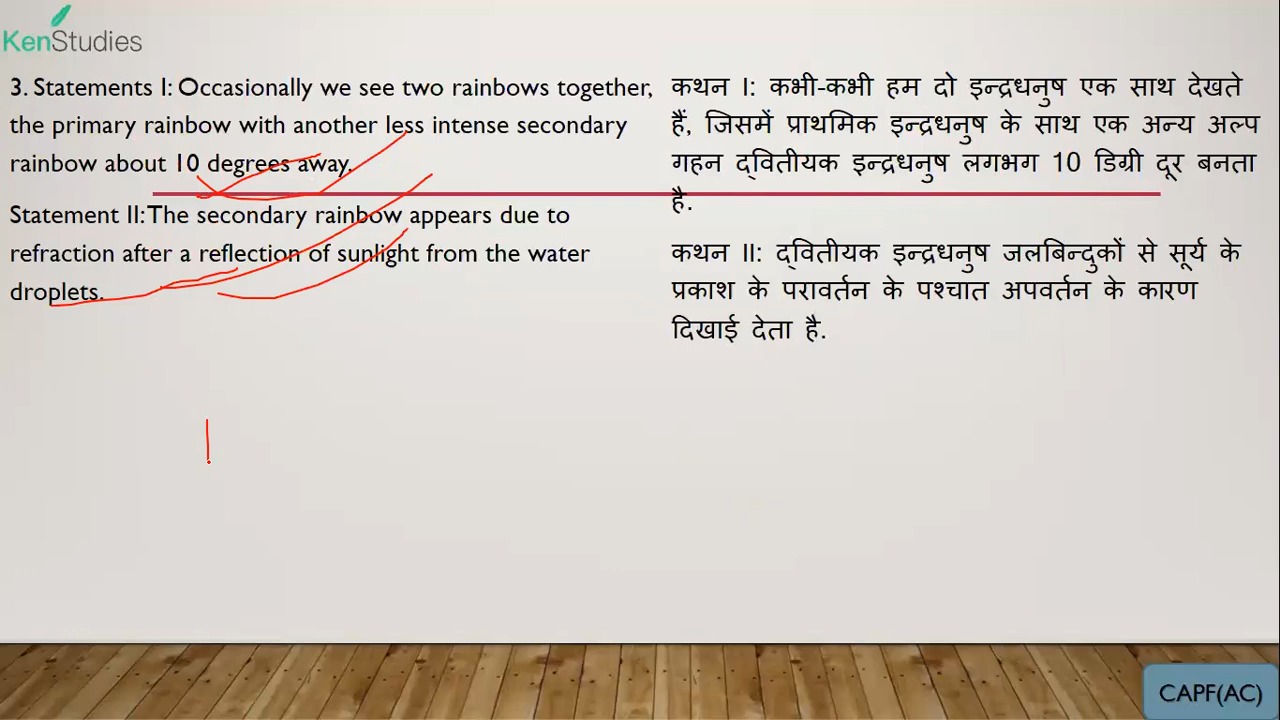 KenStudies
3. Statements I: Occasionally we see two rainbows together,
the primary rainbow with another less intense secondary
rainbow about 10 degrees away.
Statement II: The secondary rainbow appears due to
refraction after a reflection of sunlight from the water
droplets.
कथन I: कभी-कभी हम दो इन्द्रधनुष एक साथ देखते
हैं, जिसमें प्राथमिक इन्द्रधनुष के साथ एक अन्य अल्प
गहन द्वितीयक इन्द्रधनुष लगभग 10 डिग्री दूर बनता
है.
कथन II: द्वितीयक इन्द्रधनुष जलबिन्दुकों से सूर्य के
प्रकाश के परावर्तन के पश्चात अपवर्तन के कारण
दिखाई देता है.
CAPF(AC)